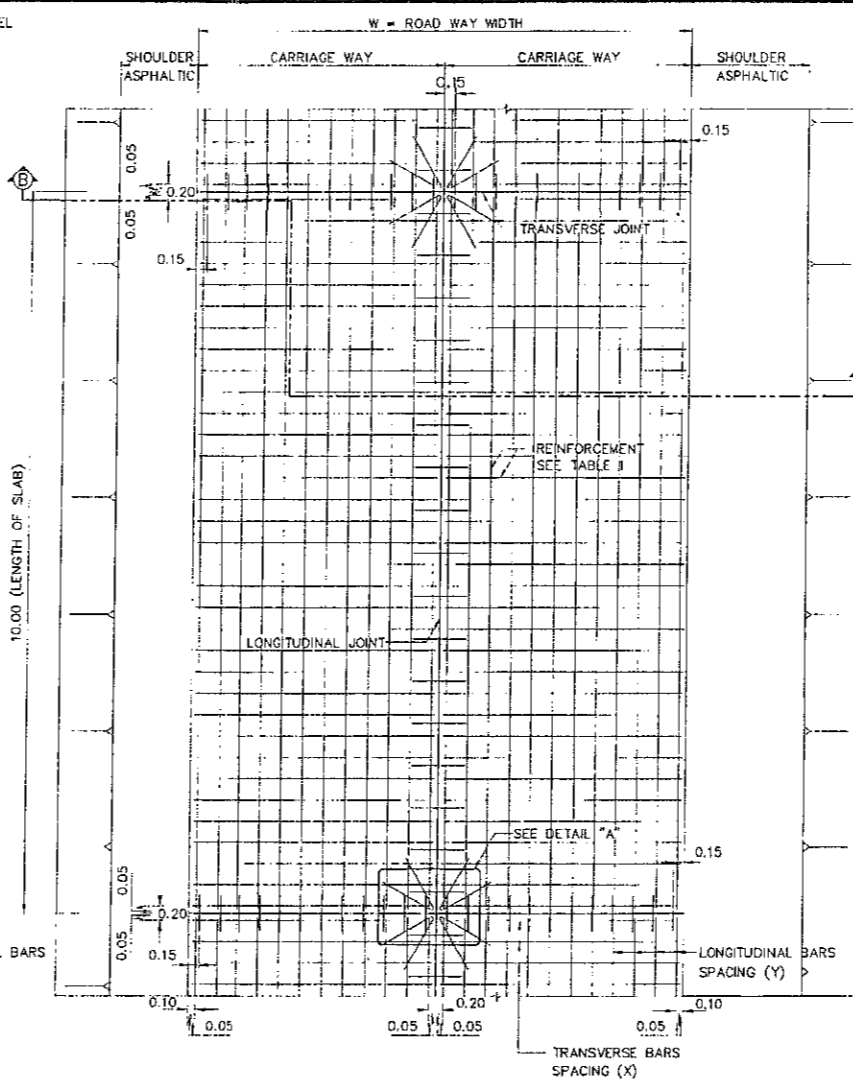 EL
W = ROAD WAY WIDTH
SHOULDER
ASPHALTIC
CARRIAGE WAY
CARRIAGE WAY
SHOULDER
ASPHALTIC
0.15
0.05
0.15
B
0.20
0.05
TRANSVERSE JOINT
0.15
REINFORCEMENT
SEE TABLE II
10.00 (LENGTH OF SLAB)
LONGITUDINAL JOINT
SEE DETAIL "A"
0.15
0.05
0.20
0.05
BARS
0.15
LONGITUDINAL BARS
SPACING (Y)
0.10
0.20
0.10
0.05
0.05
0.05
0.05
TRANSVERSE BARS
SPACING (X)